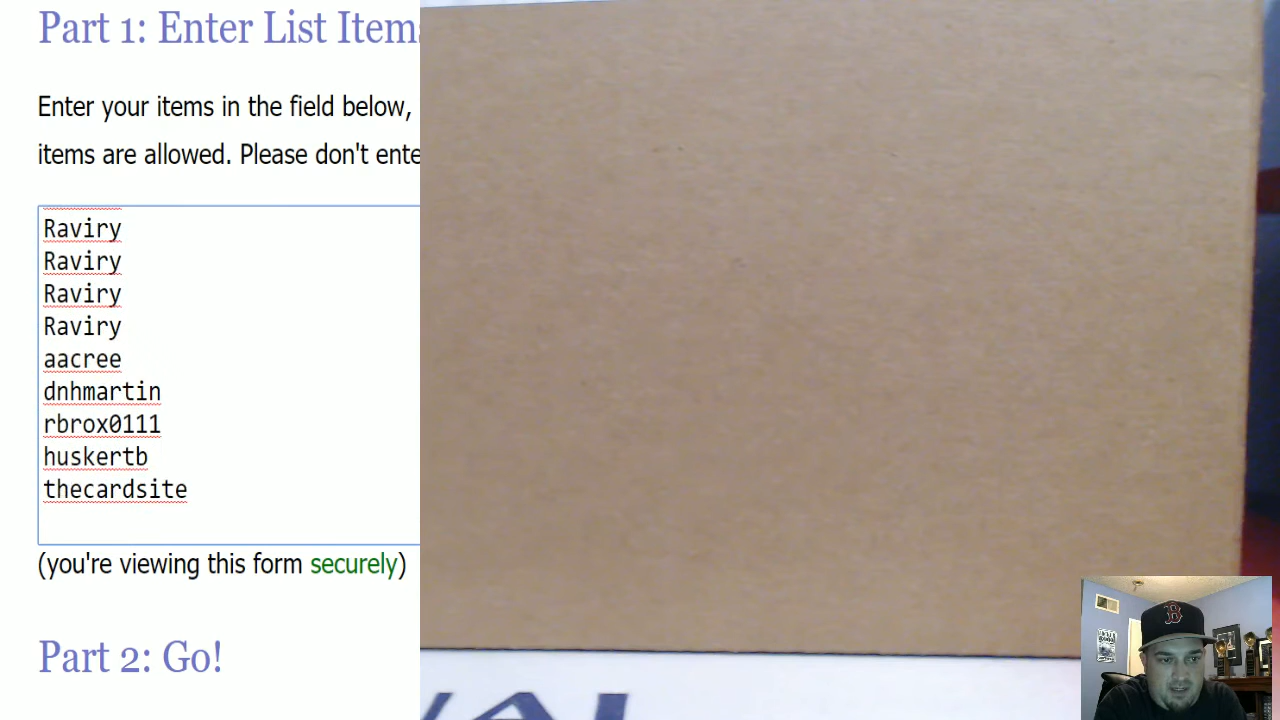 Part 1: Enter List Item
Enter your items in the field below,
items are allowed. Please don't ente
Raviry
Raviry
Raviry
Raviry
aacree
dnhmartin
rbrox0111
huskertb
thecardsite
(you're viewing this form securely)
Part 2: Go!
B